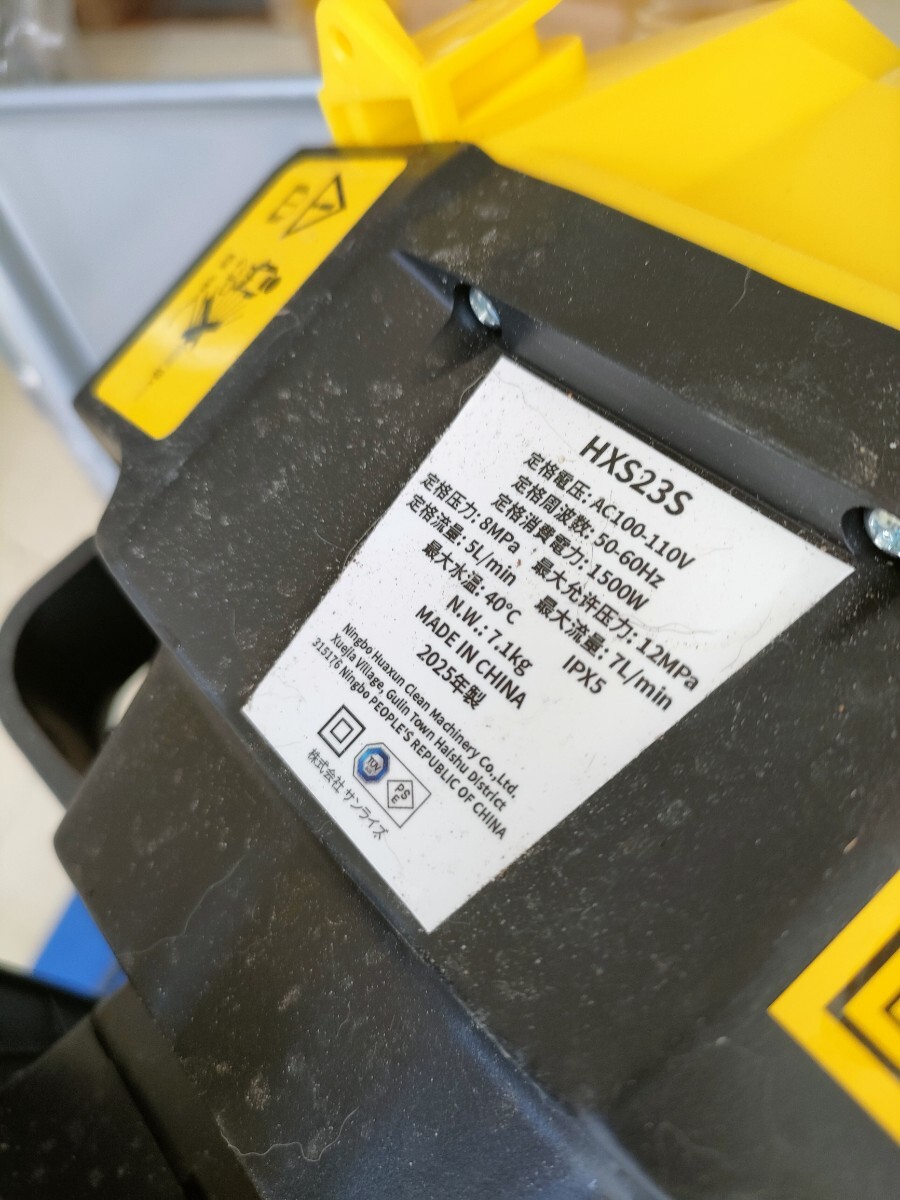 HXS23S
定格電圧: AC100-110V
定格周波数: 50-60Hz
定格消費電力: 1500W
定格圧力: 8MPa 最大允许圧力: 12MPa
定格流量: 5L/min 最大流量: 7L/min
最大水温: 40°C IPX5
N.W.: 7.1kg
MADE IN CHINA
2025年製
Ningbo Huaxun Clean Machinery Co.,Ltd.
Xuejia Village, Gulin Town Haishu District
315176 Ningbo PEOPLE'S REPUBLIC OF CHINA
TÜV
PS
E
株式会社 サンライズ